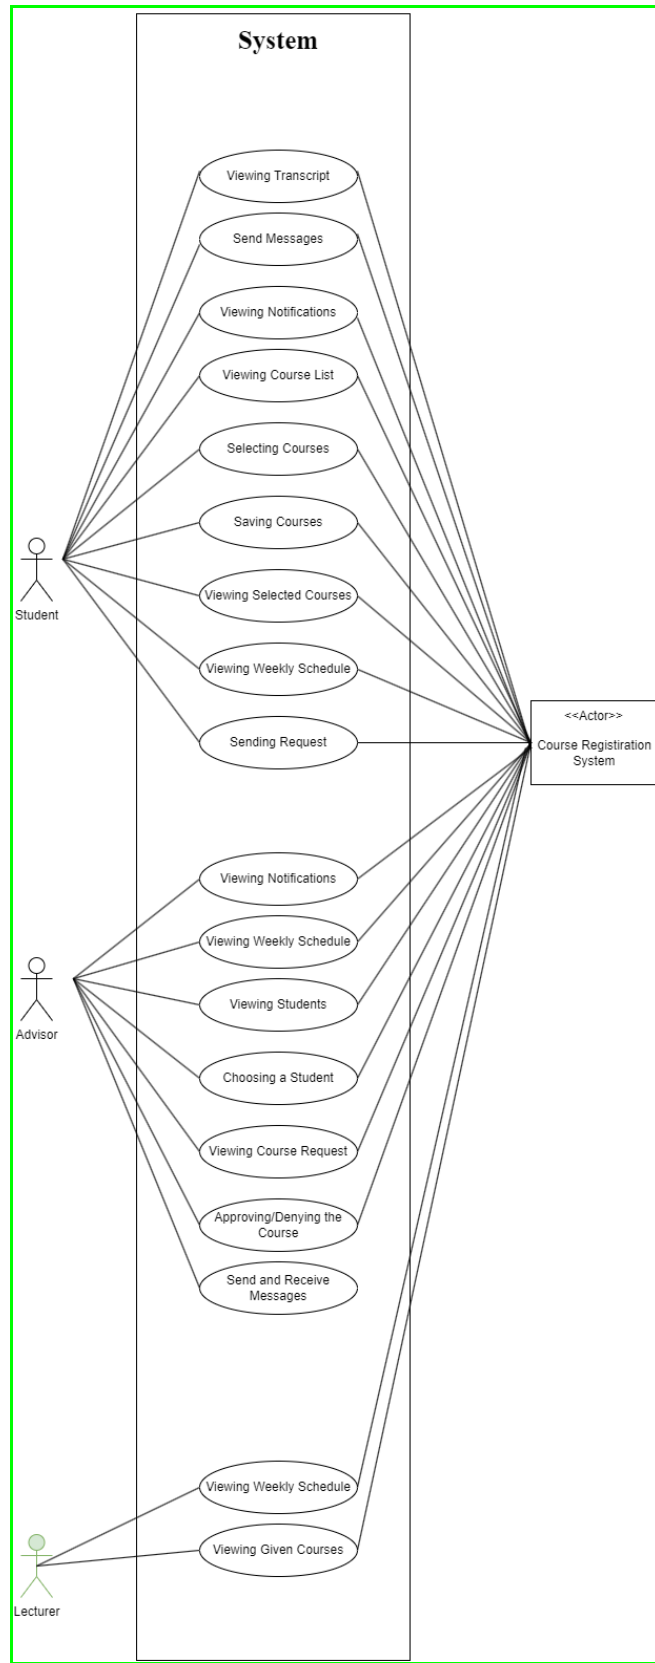 System
Viewing Transcript
Send Messages
Viewing Notifications
Viewing Course List
Selecting Courses
Saving Courses
Student
Viewing Selected Courses
Viewing Weekly Schedule
<<Actor>>
Course Registiration
System
Sending Request
Viewing Notifications
Viewing Weekly Schedule
Viewing Students
Advisor
Choosing a Student
Viewing Course Request
Approving/Denying the
Course
Send and Receive
Messages
Viewing Weekly Schedule
Viewing Given Courses
Lecturer